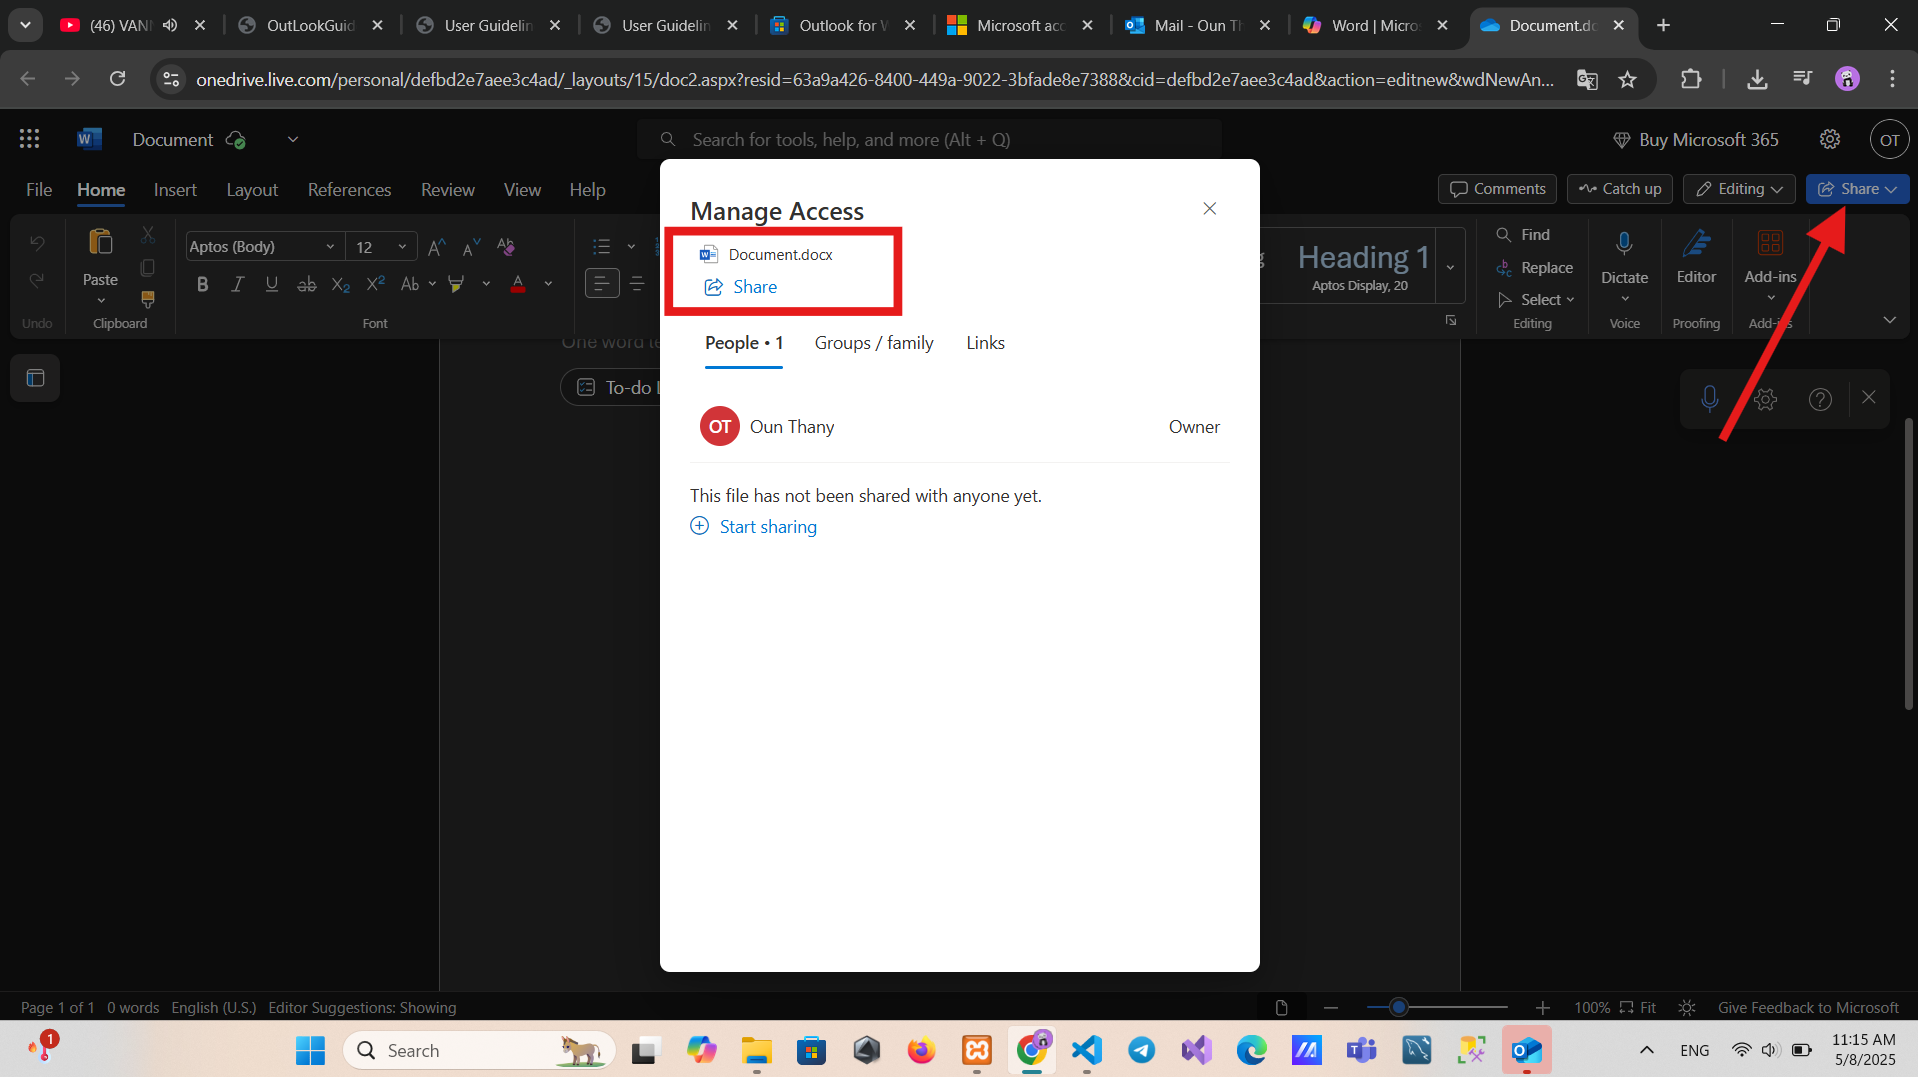 (46) VANN
OutLookGuid
User Guidelin
User Guidelin
Outlook for W
Microsoft acc
Mail - Oun Th
Word | Micros
Document.do
onedrive.live.com/personal/defbd2e7aee3c4ad/_layouts/15/doc2.aspx?resid=63a9a426-8400-449a-9022-3bfade8e7388&cid=defbd2e7aee3c4ad&action=editnew&wdNewAn...
Document
Search for tools, help, and more (Alt + Q)
Buy Microsoft 365
OT
File Home Insert Layout References Review View Help
Comments
Catch up
Editing
Share
Manage Access
Document.docx
Share
Aptos (Body)
12
Paste
Undo
Clipboard
Font
Heading 1
Aptos Display, 20
Find
Replace
Select
Editing
Dictate
Voice
Editor
Proofing
Add-ins
People • 1
Groups / family
Links
One word
To-do
OT
Oun Thany
Owner
This file has not been shared with anyone yet.
Start sharing
Page 1 of 1 0 words English (U.S.) Editor Suggestions: Showing
100% Fit
Give Feedback to Microsoft
1
Search
ENG
11:15 AM
5/8/2025